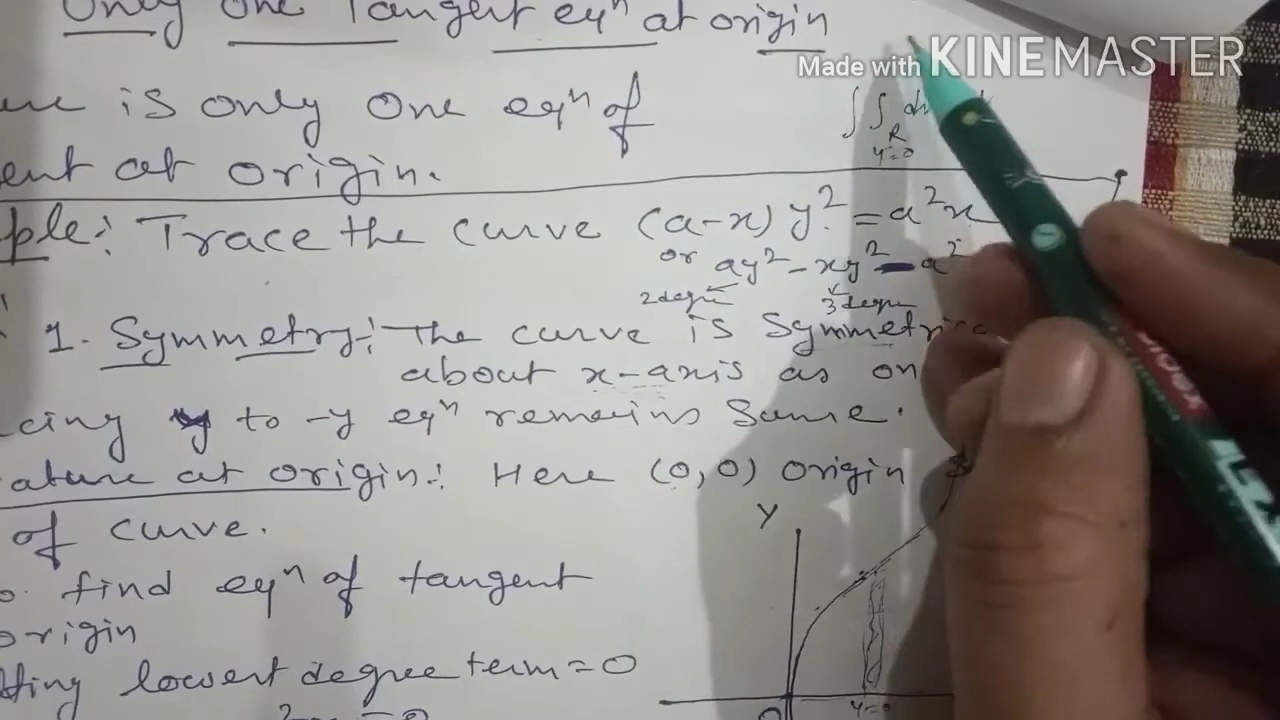 Only One Tangent eqⁿ at origin
Made with KINEMASTER
is only One eqⁿ of
at origin.
∫∫
R
y=0
Trace the curve (a-x) y² = a²x
or ay² - xy² - a²
2 degree 3 degree
1. Symmetry: The curve is
about x-axis as on
y to -y eqⁿ remains Same.
at origin: Here (0,0) Origin
of curve.
Y
find eqⁿ of tangent
origin
lowest degree term = 0
y=0
O